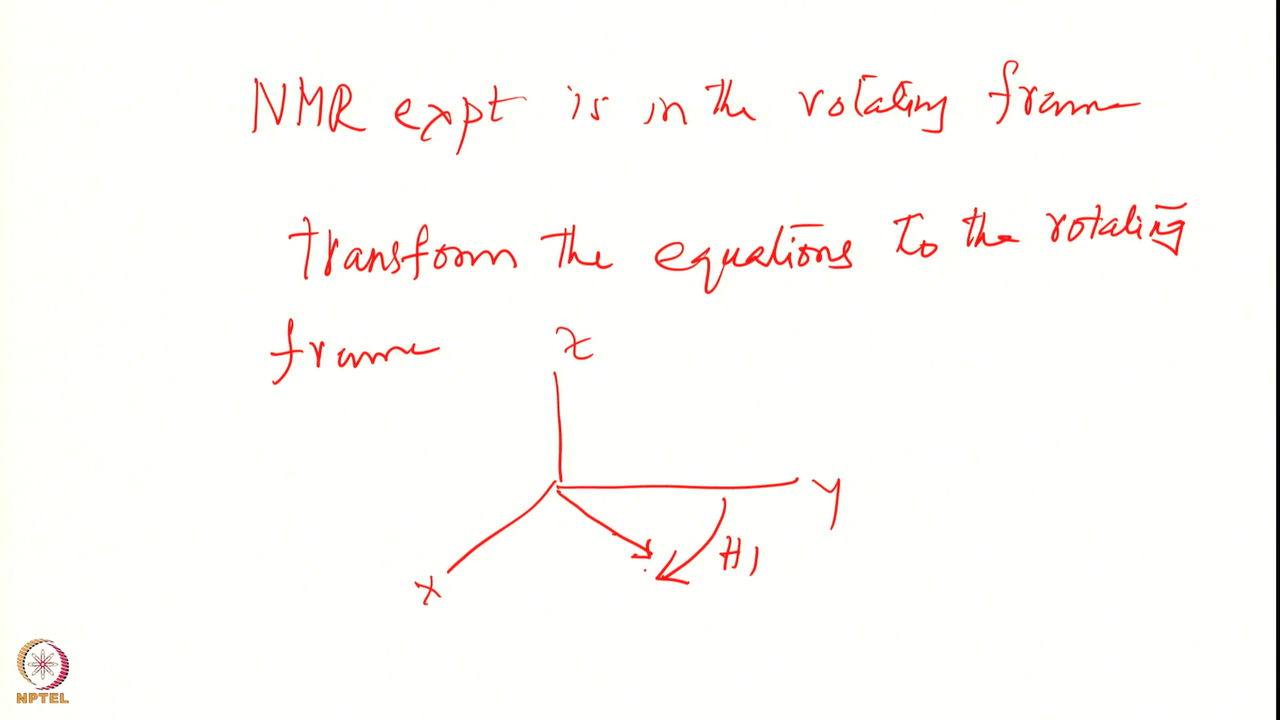 NMR expt is in the rotating frame
transform the equations to the rotating
frame
Z
Y
H1
X
NPTEL